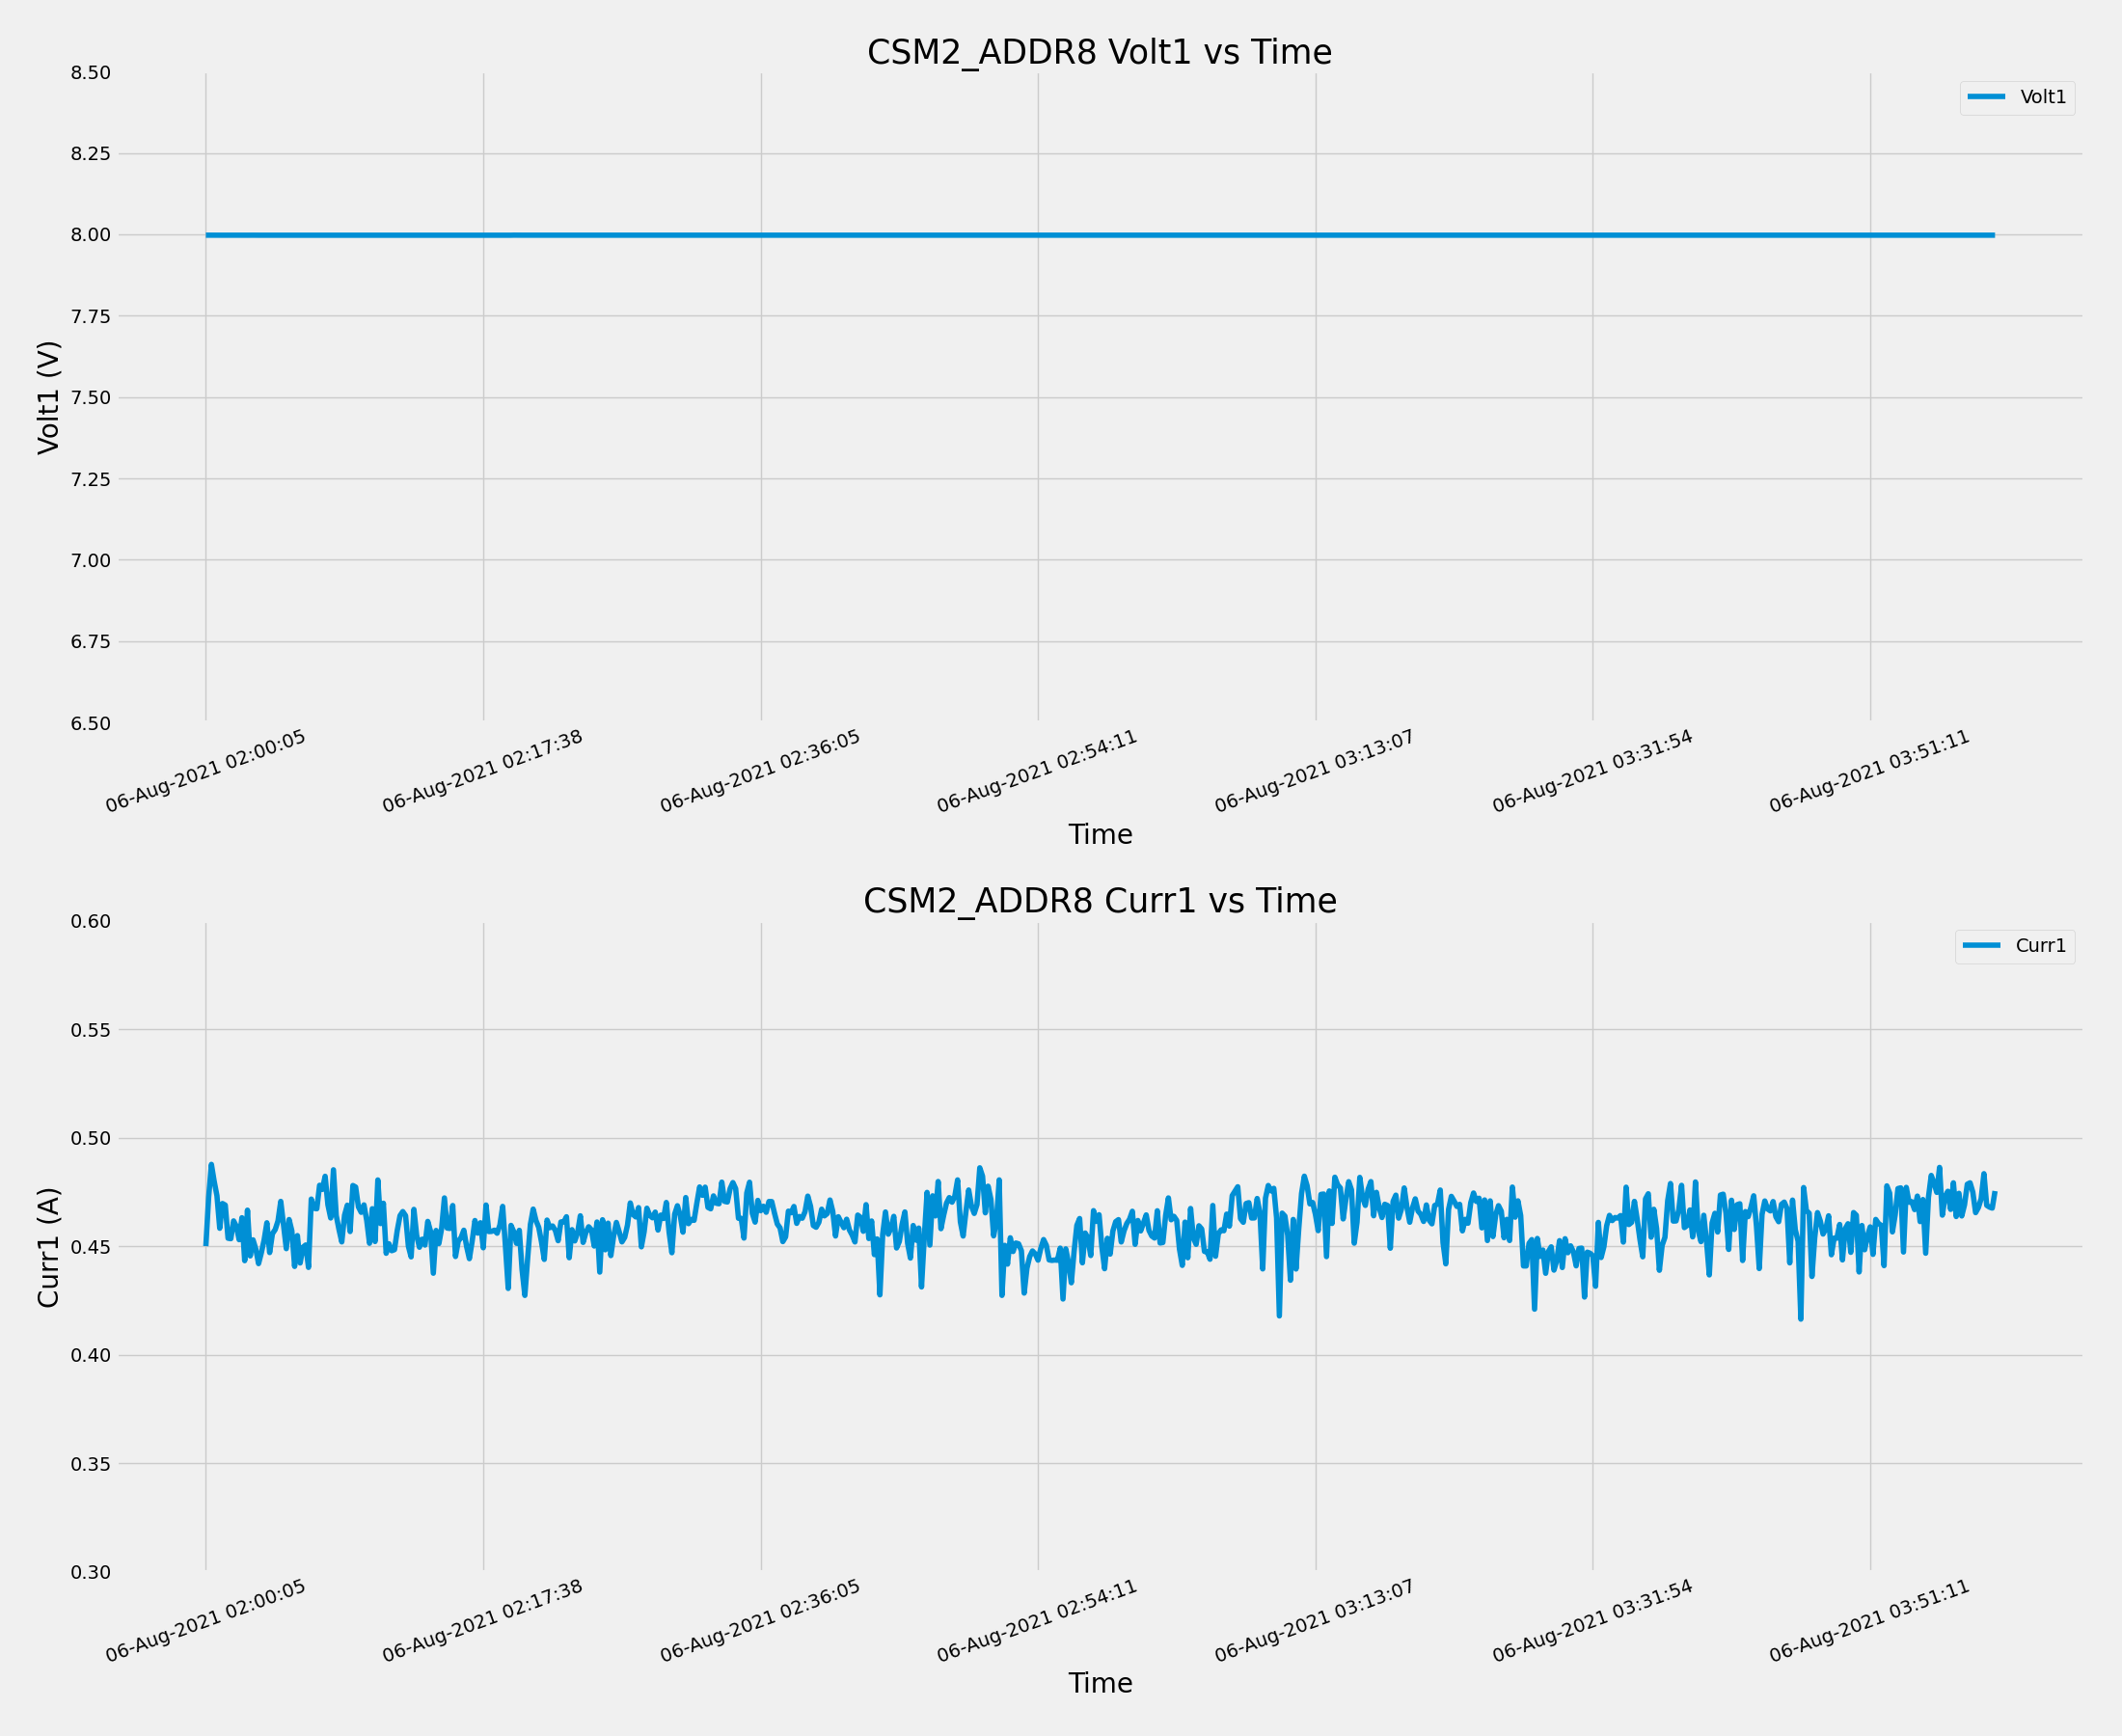 CSM2_ADDR8 Volt1 vs Time
8.50
8.25
8.00
7.75
7.50
7.25
7.00
6.75
6.50
Volt1 (V)
Volt1
06-Aug-2021 02:00:05
06-Aug-2021 02:17:38
06-Aug-2021 02:36:05
06-Aug-2021 02:54:11
06-Aug-2021 03:13:07
06-Aug-2021 03:31:54
06-Aug-2021 03:51:11
Time
CSM2_ADDR8 Curr1 vs Time
0.60
0.55
0.50
0.45
0.40
0.35
0.30
Curr1 (A)
Curr1
06-Aug-2021 02:00:05
06-Aug-2021 02:17:38
06-Aug-2021 02:36:05
06-Aug-2021 02:54:11
06-Aug-2021 03:13:07
06-Aug-2021 03:31:54
06-Aug-2021 03:51:11
Time